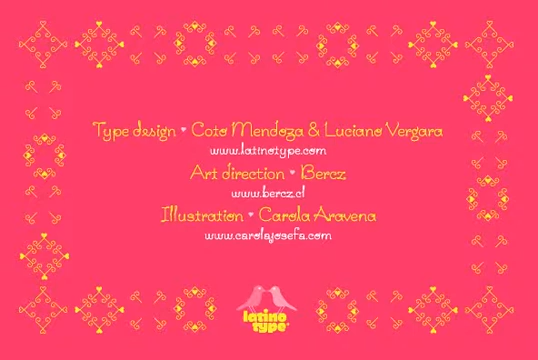 Type design ♥ Coto Mendoza & Luciano Vergara
www.latinotype.com
Art direction ♥ Bercz
www.bercz.cl
Illustration ♥ Carola Aravena
www.carolajosefa.com
latino
type